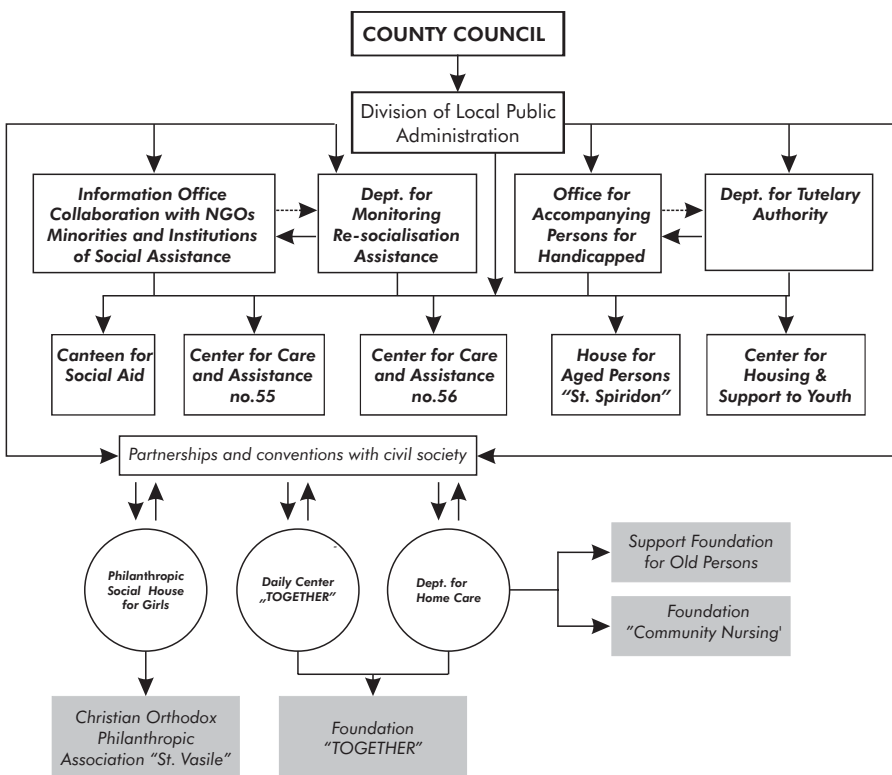 COUNTY COUNCIL
Division of Local Public
Administration
Information Office
Collaboration with NGOs
Minorities and Institutions
of Social Assistance
Dept. for
Monitoring
Re-socialisation
Assistance
Office for
Accompanying
Persons for
Handicapped
Dept. for Tutelary
Authority
Canteen for
Social Aid
Center for Care
and Assistance
no.55
Center for Care
and Assistance
no.56
House for
Aged Persons
"St. Spiridon"
Center for
Housing &
Support to Youth
Partnerships and conventions with civil society
Philanthropic
Social House
for Girls
Daily Center
„TOGETHER"
Dept. for
Home Care
Support Foundation
for Old Persons
Foundation
"Community Nursing'
Christian Orthodox
Philanthropic
Association "St. Vasile"
Foundation
"TOGETHER"